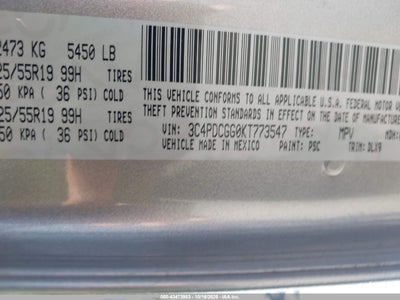 2473 KG 5450 LB
25/55R19 99H TIRES
50 KPA ( 36 PSI) COLD
25/55R19 99H TIRES
50 KPA ( 36 PSI) COLD
THIS VEHICLE CONFORMS TO ALL APPLICABLE U.S. FEDERAL MOTOR
THEFT PREVENTION STANDARDS IN EFFECT ON THE DATE OF
VIN: 3C4PDCGG0KT773547 TYPE: MPV MDH:
VEHICLE MADE IN MEXICO PAINT: PSC TRIM: DLX9